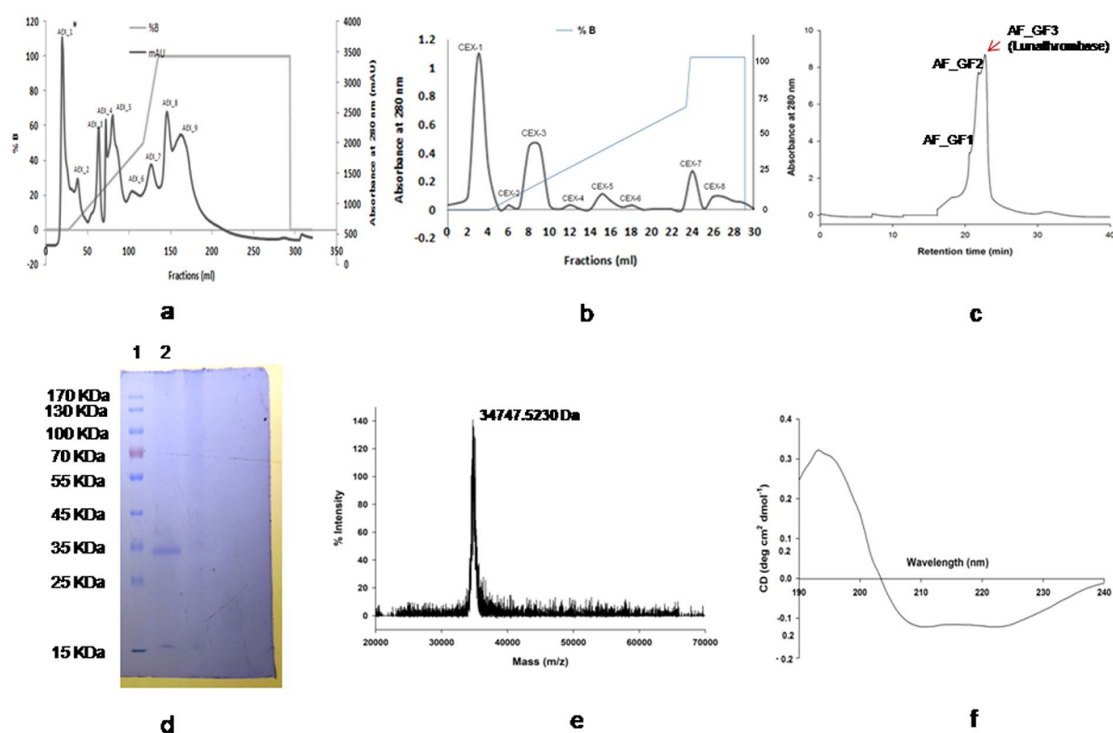 120
100
80
60
40
20
0
-20
% B
4000
3500
3000
2500
2000
1500
1000
500
0
Absorbance at 280 nm (mAU)
0 50 100 150 200 250 300 350
Fractions (ml)
%B
mAU
AEX_1*
AEX_2
AEX_3
AEX_4
AEX_5
AEX_6
AEX_7
AEX_8
AEX_9
a
1.2
1
0.8
0.6
0.4
0.2
0
-0.2
Absorbance at 280 nm
% B
100
75
50
25
0
CEX-1
CEX-2
CEX-3
CEX-4
CEX-5
CEX-6
CEX-7
CEX-8
0 2 4 6 8 10 12 14 16 18 20 22 24 26 28 30
Fractions (ml)
b
10
9
8
7
6
5
4
3
2
1
0
-1
-2
Absorbance at 280 nm
AF_GF3
(Lunathrombase)
AF_GF2
AF_GF1
0 10 20 30 40
Retention time (min)
c
1 2
170 KDa
130 KDa
100 KDa
70 KDa
55 KDa
45 KDa
35 KDa
25 KDa
15 KDa
d
34747.5230 Da
140
120
100
80
60
40
20
0
% Intensity
20000 30000 40000 50000 60000 70000
Mass (m/z)
e
0.4
0.3
0.2
0.1
0.0
-0.1
-0.2
CD (deg cm² dmol⁻¹)
0.2
0.2
Wavelength (nm)
190 200 210 220 230 240
f